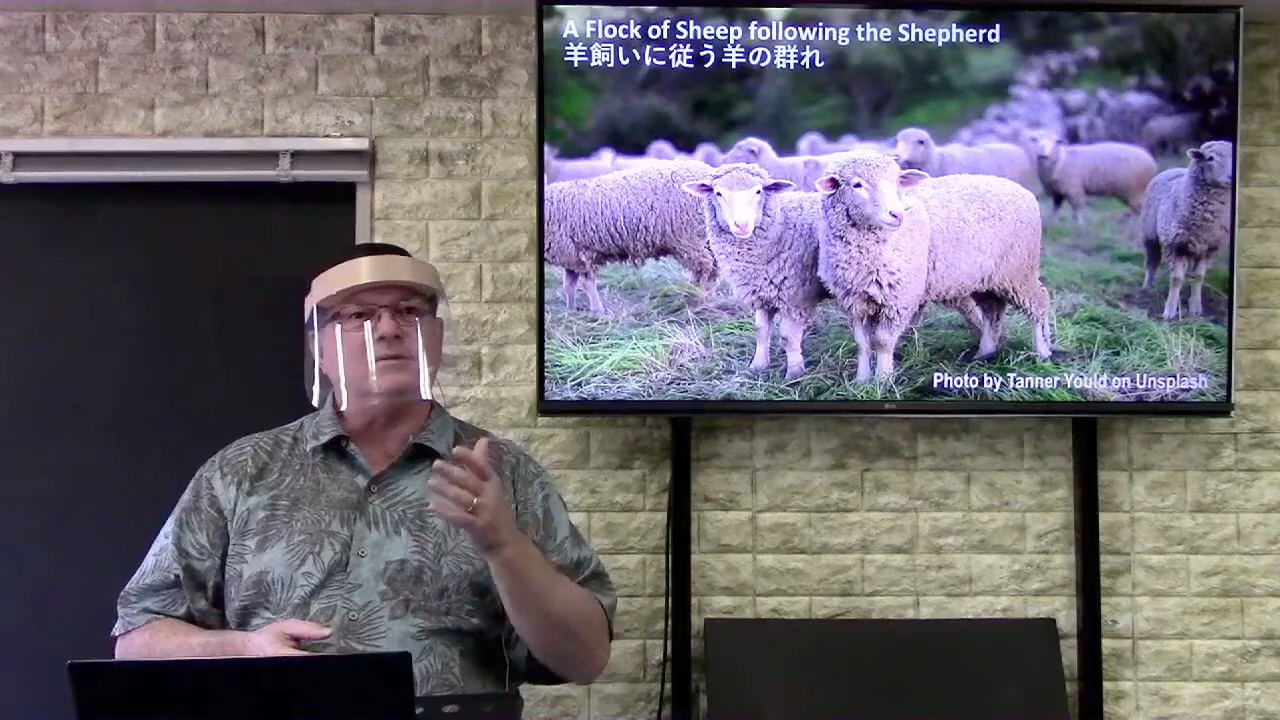 A Flock of Sheep following the Shepherd
羊飼いに従う羊の群れ
Photo by Tanner Yould on Unsplash
LG